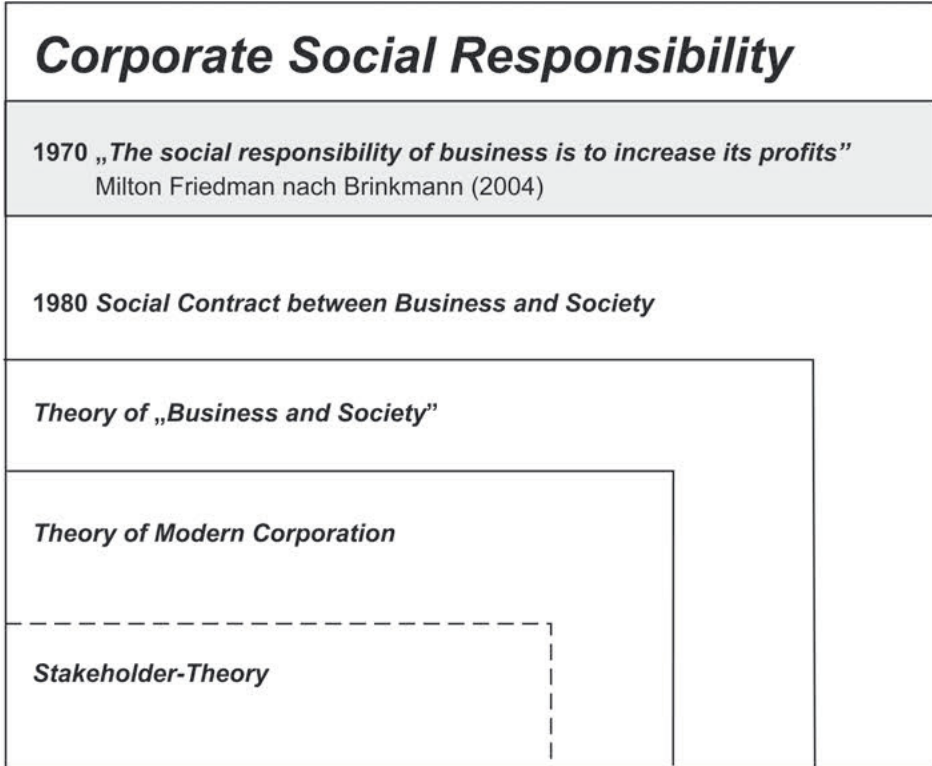 Corporate Social Responsibility
1970 „The social responsibility of business is to increase its profits”
Milton Friedman nach Brinkmann (2004)
1980 Social Contract between Business and Society
Theory of „Business and Society”
Theory of Modern Corporation
Stakeholder-Theory